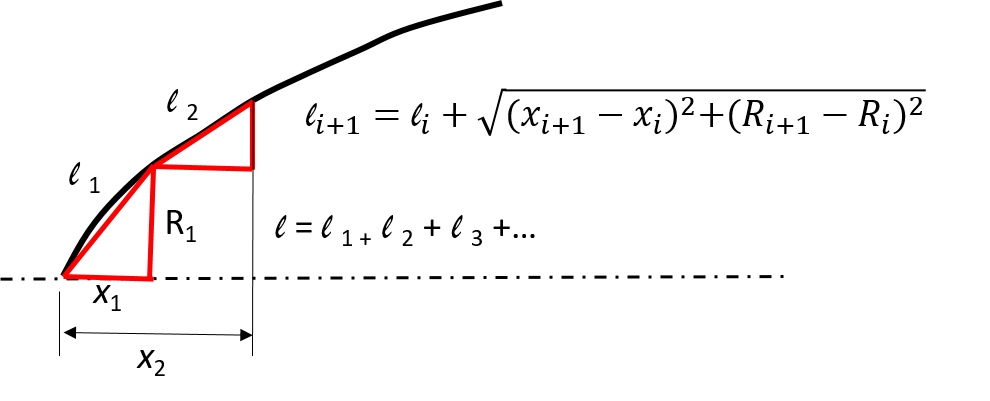 ℓ 2
ℓᵢ₊₁ = ℓᵢ + √(xᵢ₊₁ − xᵢ)²+(Rᵢ₊₁ − Rᵢ)²
ℓ 1
R₁
ℓ = ℓ ₁ ₊ ℓ ₂ + ℓ ₃ +...
x₁
x₂